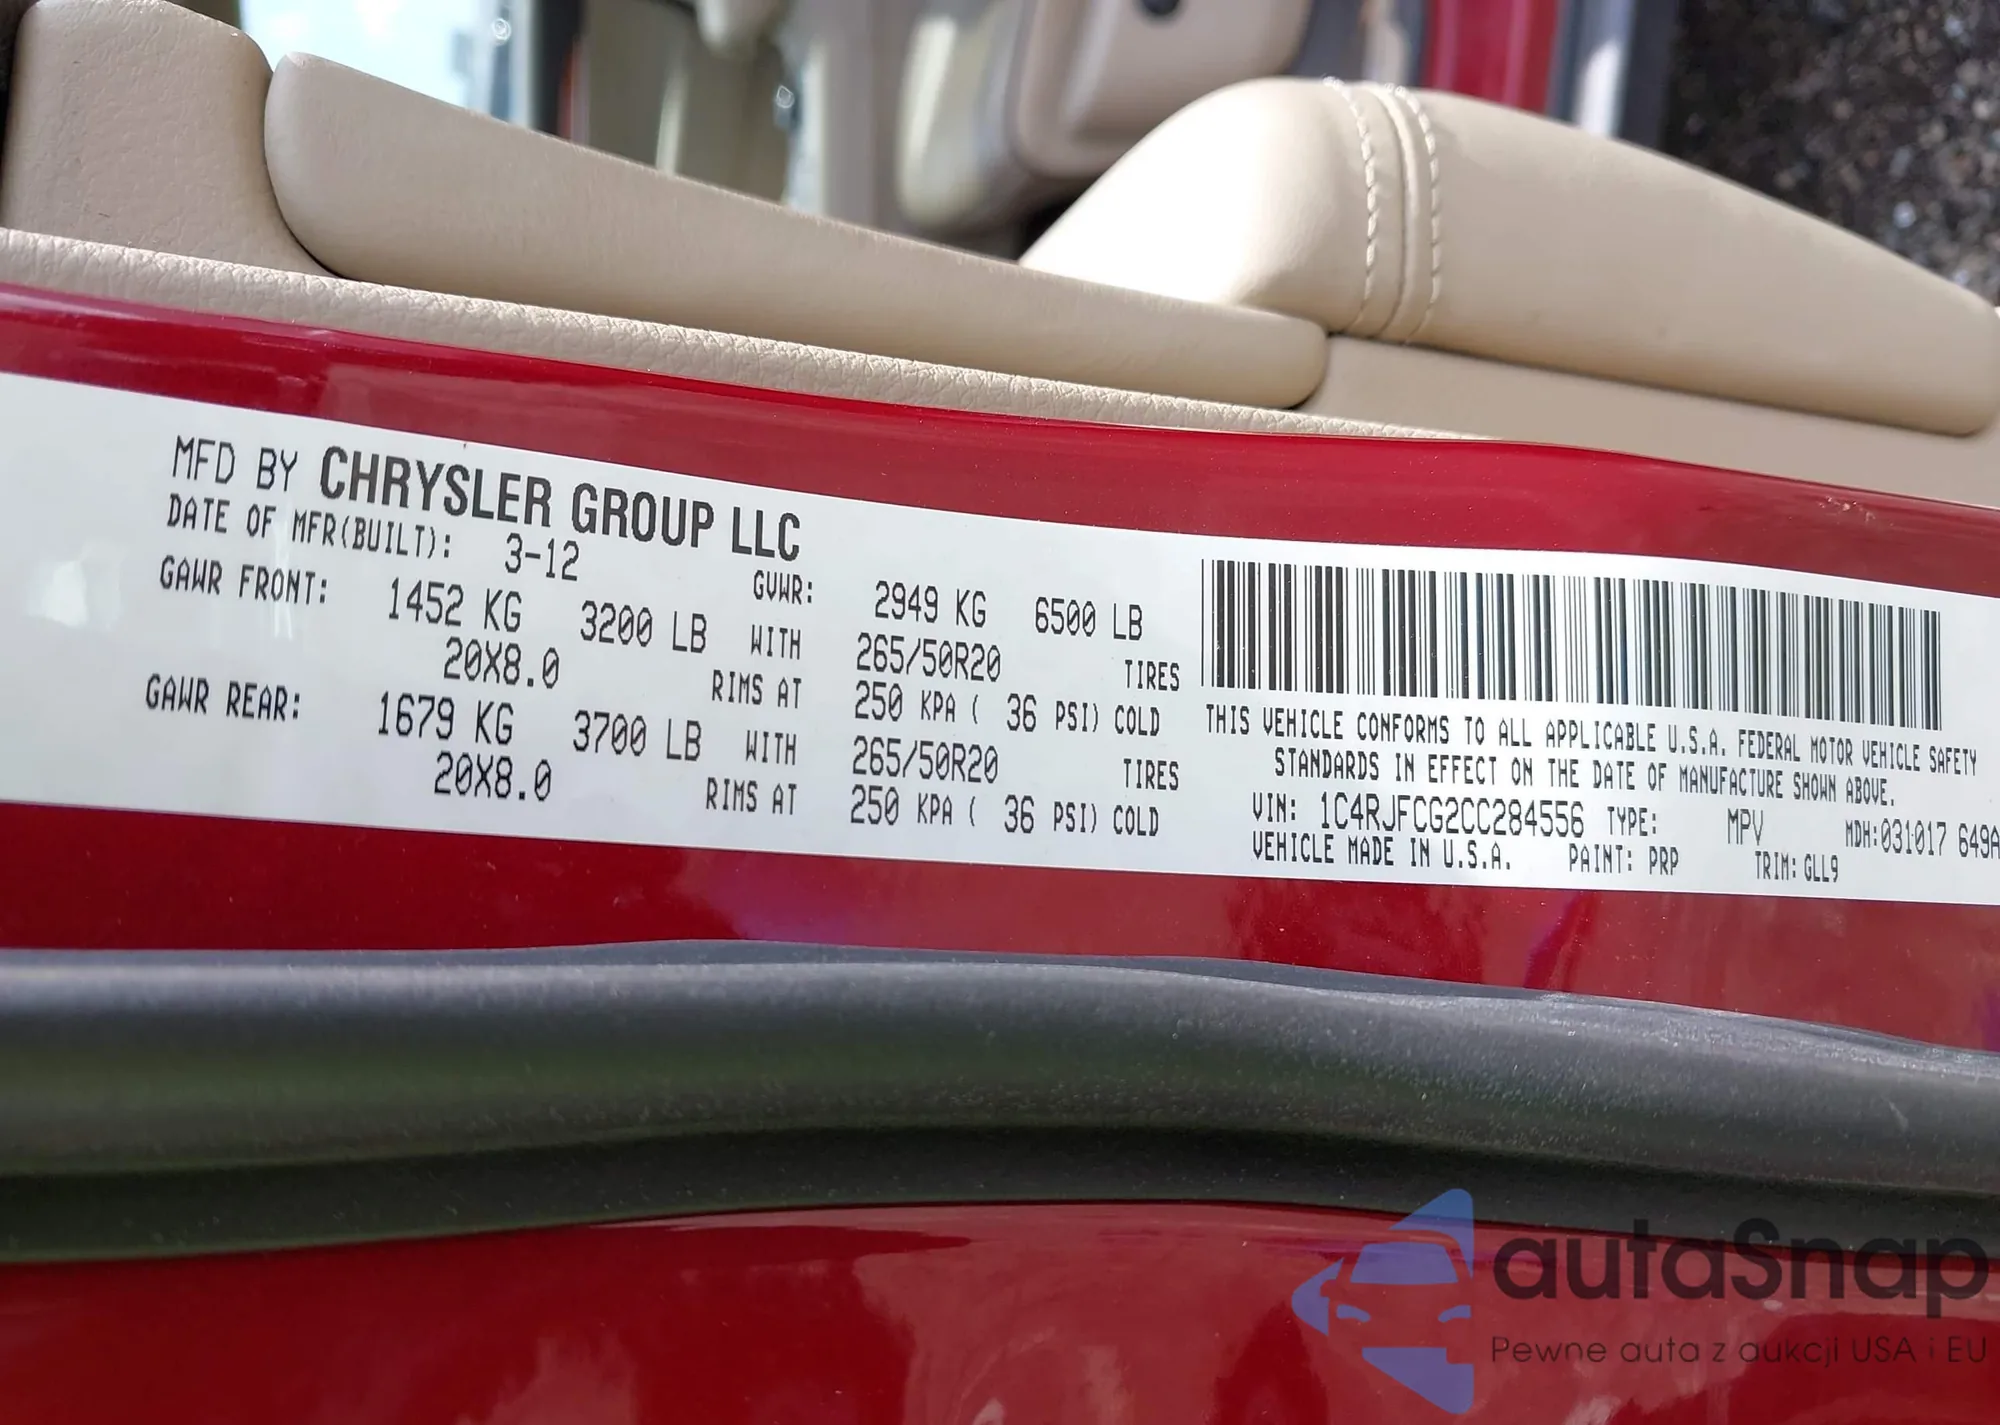 MFD BY CHRYSLER GROUP LLC
DATE OF MFR(BUILT): 3-12 GVWR: 2949 KG 6500 LB
GAWR FRONT: 1452 KG 3200 LB WITH 265/50R20 TIRES
20X8.0 RIMS AT 250 KPA ( 36 PSI) COLD
GAWR REAR: 1679 KG 3700 LB WITH 265/50R20 TIRES
20X8.0 RIMS AT 250 KPA ( 36 PSI) COLD
THIS VEHICLE CONFORMS TO ALL APPLICABLE U.S.A. FEDERAL MOTOR VEHICLE SAFETY
STANDARDS IN EFFECT ON THE DATE OF MANUFACTURE SHOWN ABOVE.
VIN: 1C4RJFCG2CC284556 TYPE: MPV MDH:031017 649A
VEHICLE MADE IN U.S.A. PAINT: PRP TRIM: GLL9
autaSnap
Pewne auta z aukcji USA i EU